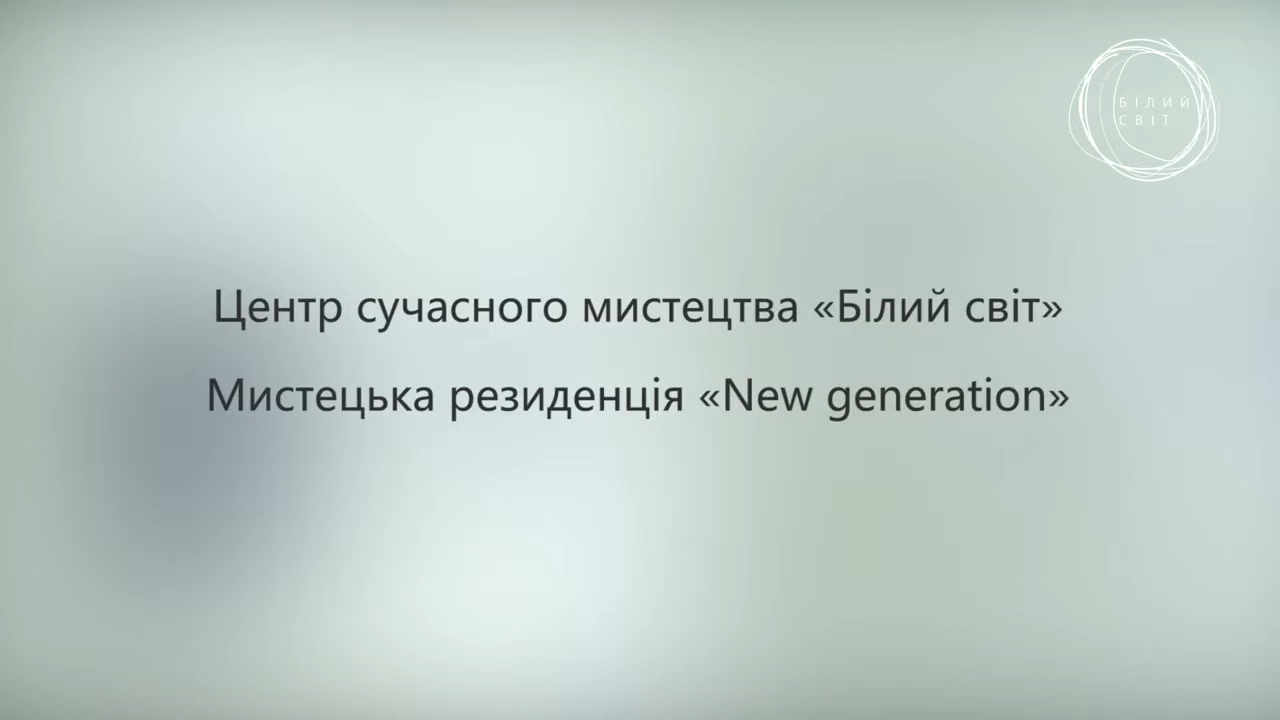 БІЛИЙ
СВІТ
Центр сучасного мистецтва «Білий світ»
Мистецька резиденція «New generation»